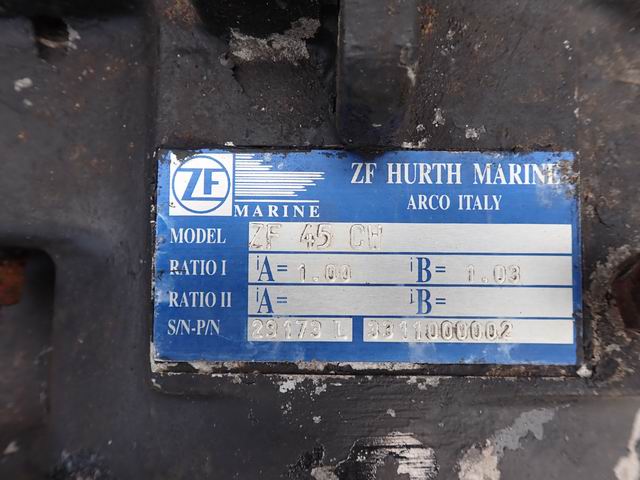 ZF
MARINE
ZF HURTH MARINE
ARCO ITALY
MODEL ZF 45 CW
RATIO I iA= 1.00 iB= 1.03
RATIO II iA= iB=
S/N-P/N 29179 L 3311000002